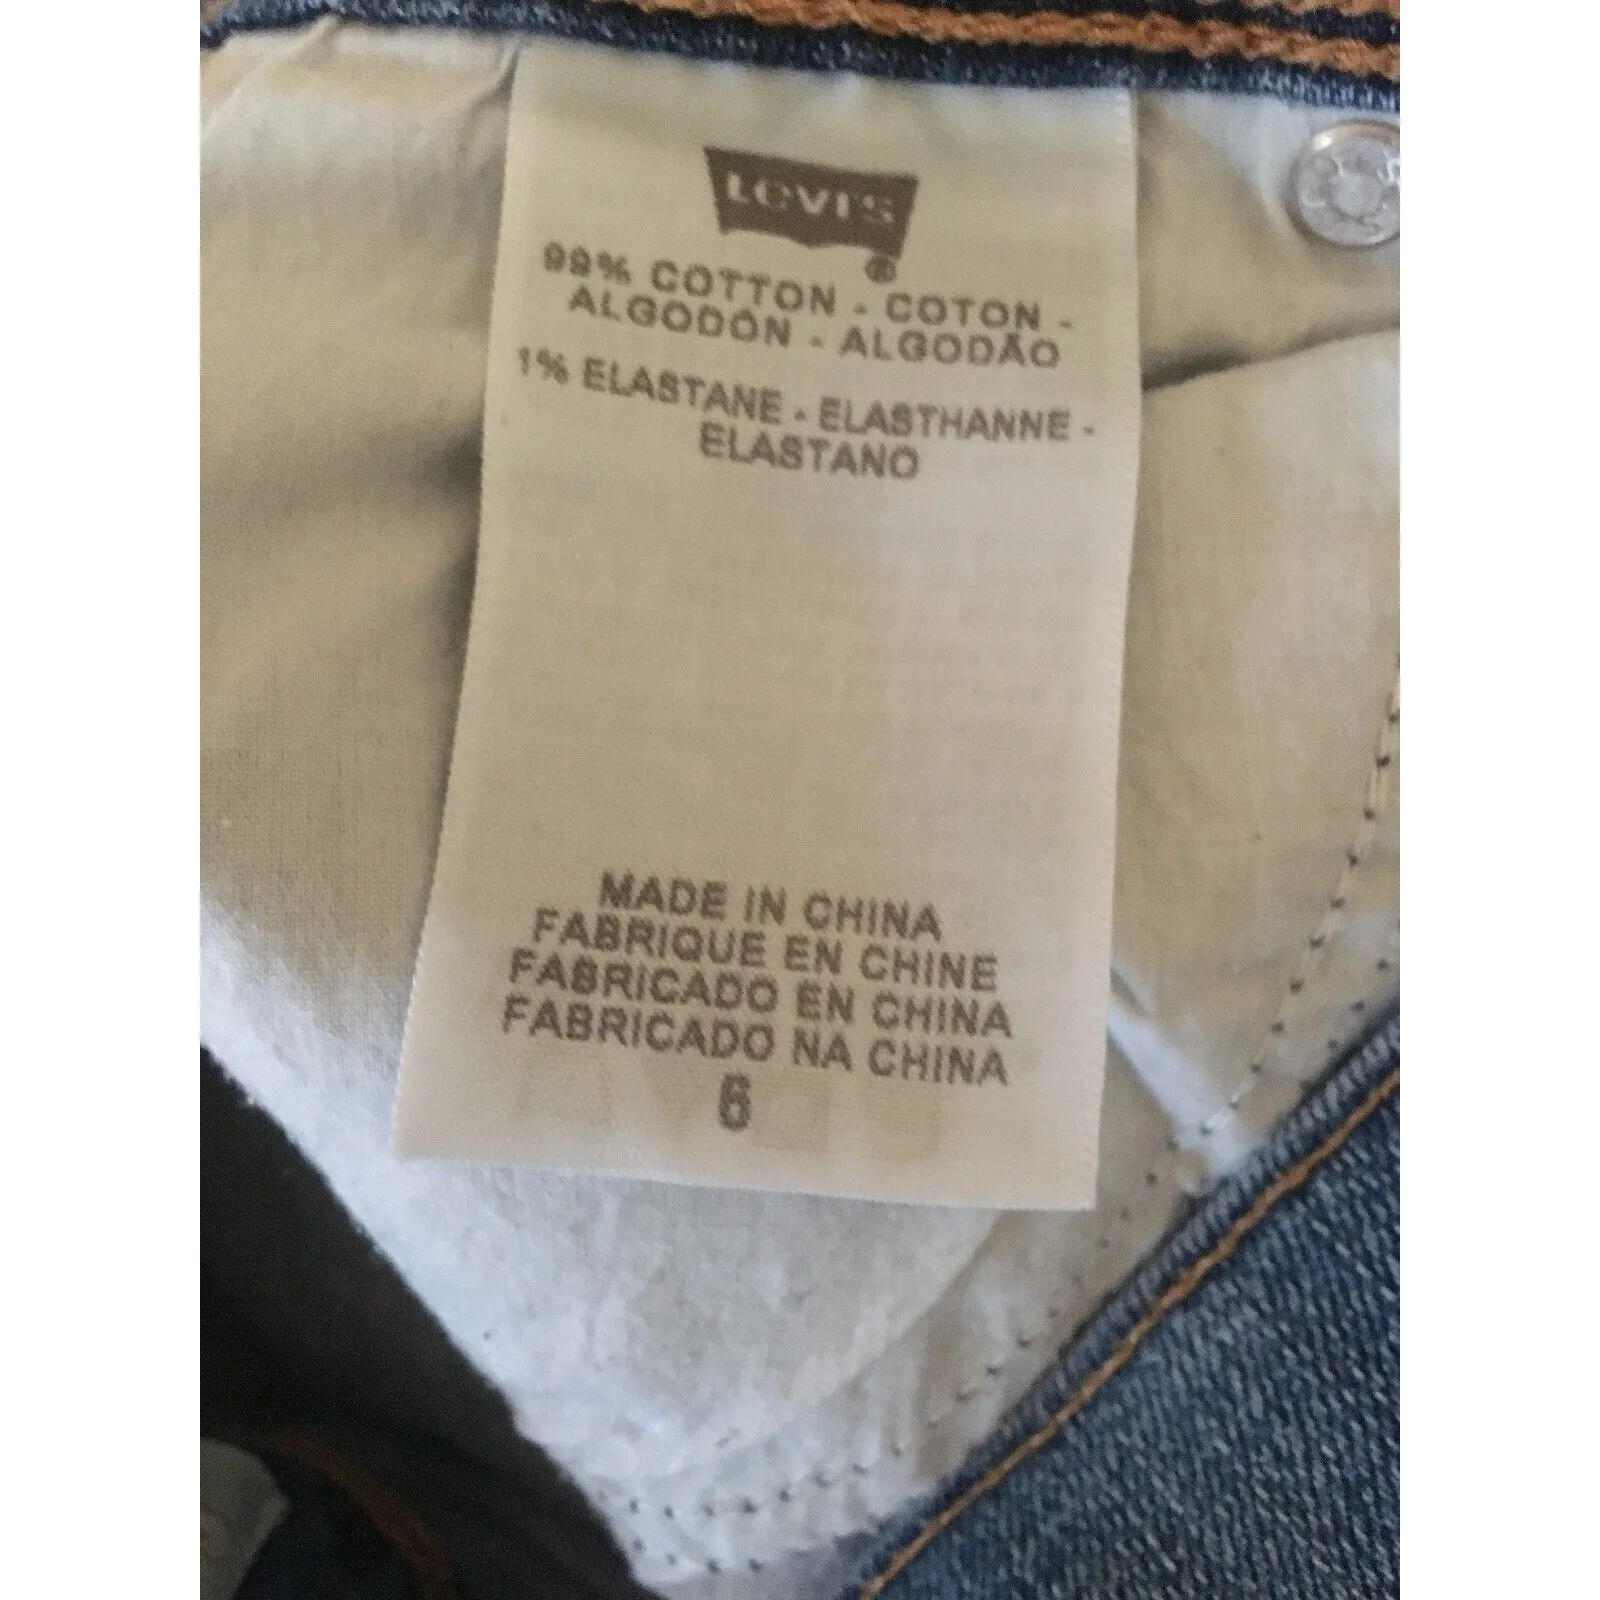 Levi's
®
99% COTTON - COTON -
ALGODÓN - ALGODÃO
1% ELASTANE - ELASTHANNE -
ELASTANO
MADE IN CHINA
FABRIQUE EN CHINE
FABRICADO EN CHINA
FABRICADO NA CHINA
6